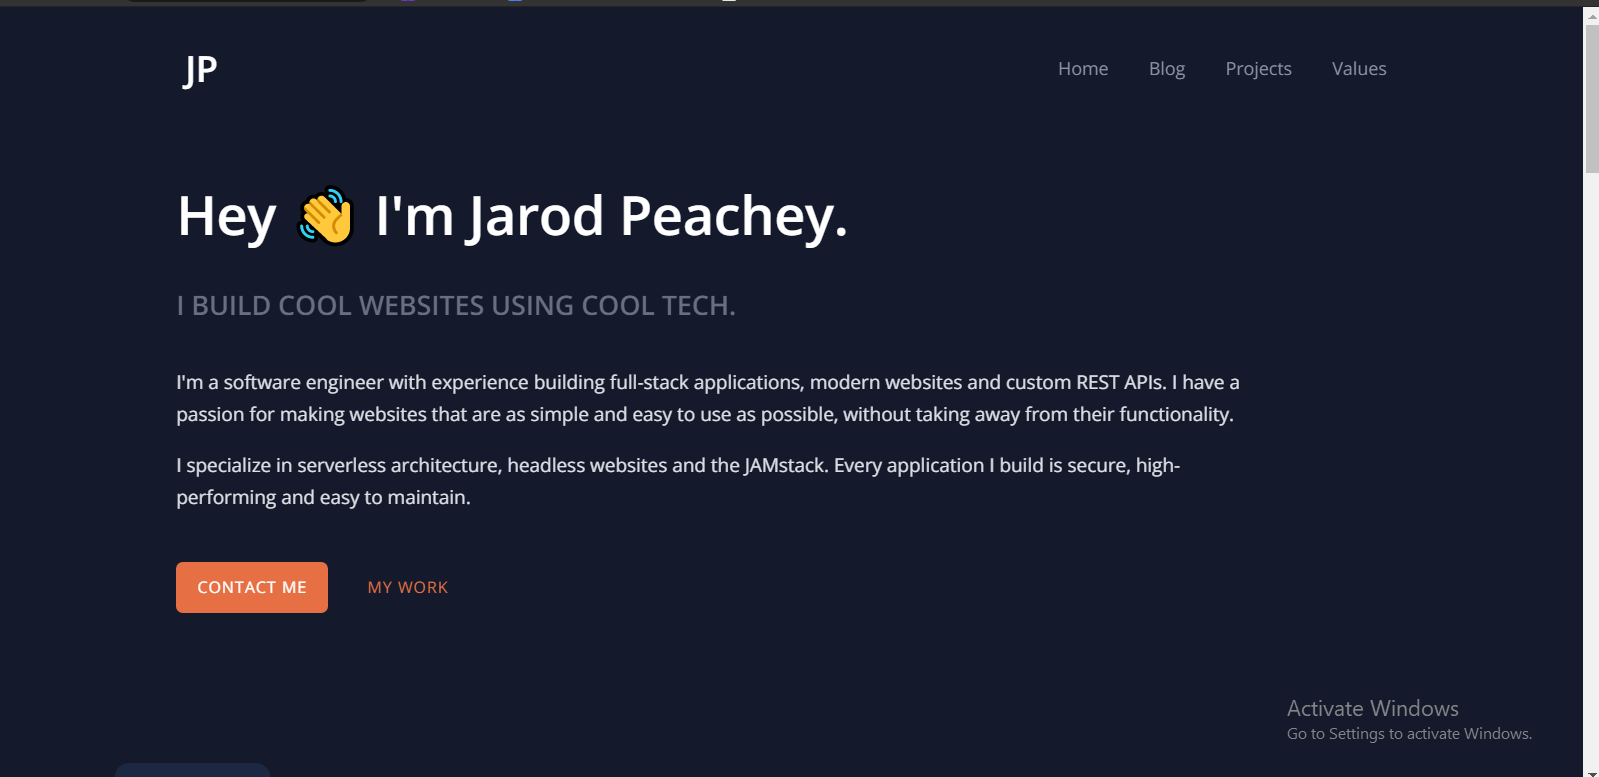 JP
Home Blog Projects Values
Hey 👋 I'm Jarod Peachey.
I BUILD COOL WEBSITES USING COOL TECH.
I'm a software engineer with experience building full-stack applications, modern websites and custom REST APIs. I have a
passion for making websites that are as simple and easy to use as possible, without taking away from their functionality.
I specialize in serverless architecture, headless websites and the JAMstack. Every application I build is secure, high-
performing and easy to maintain.
CONTACT ME MY WORK
Activate Windows
Go to Settings to activate Windows.